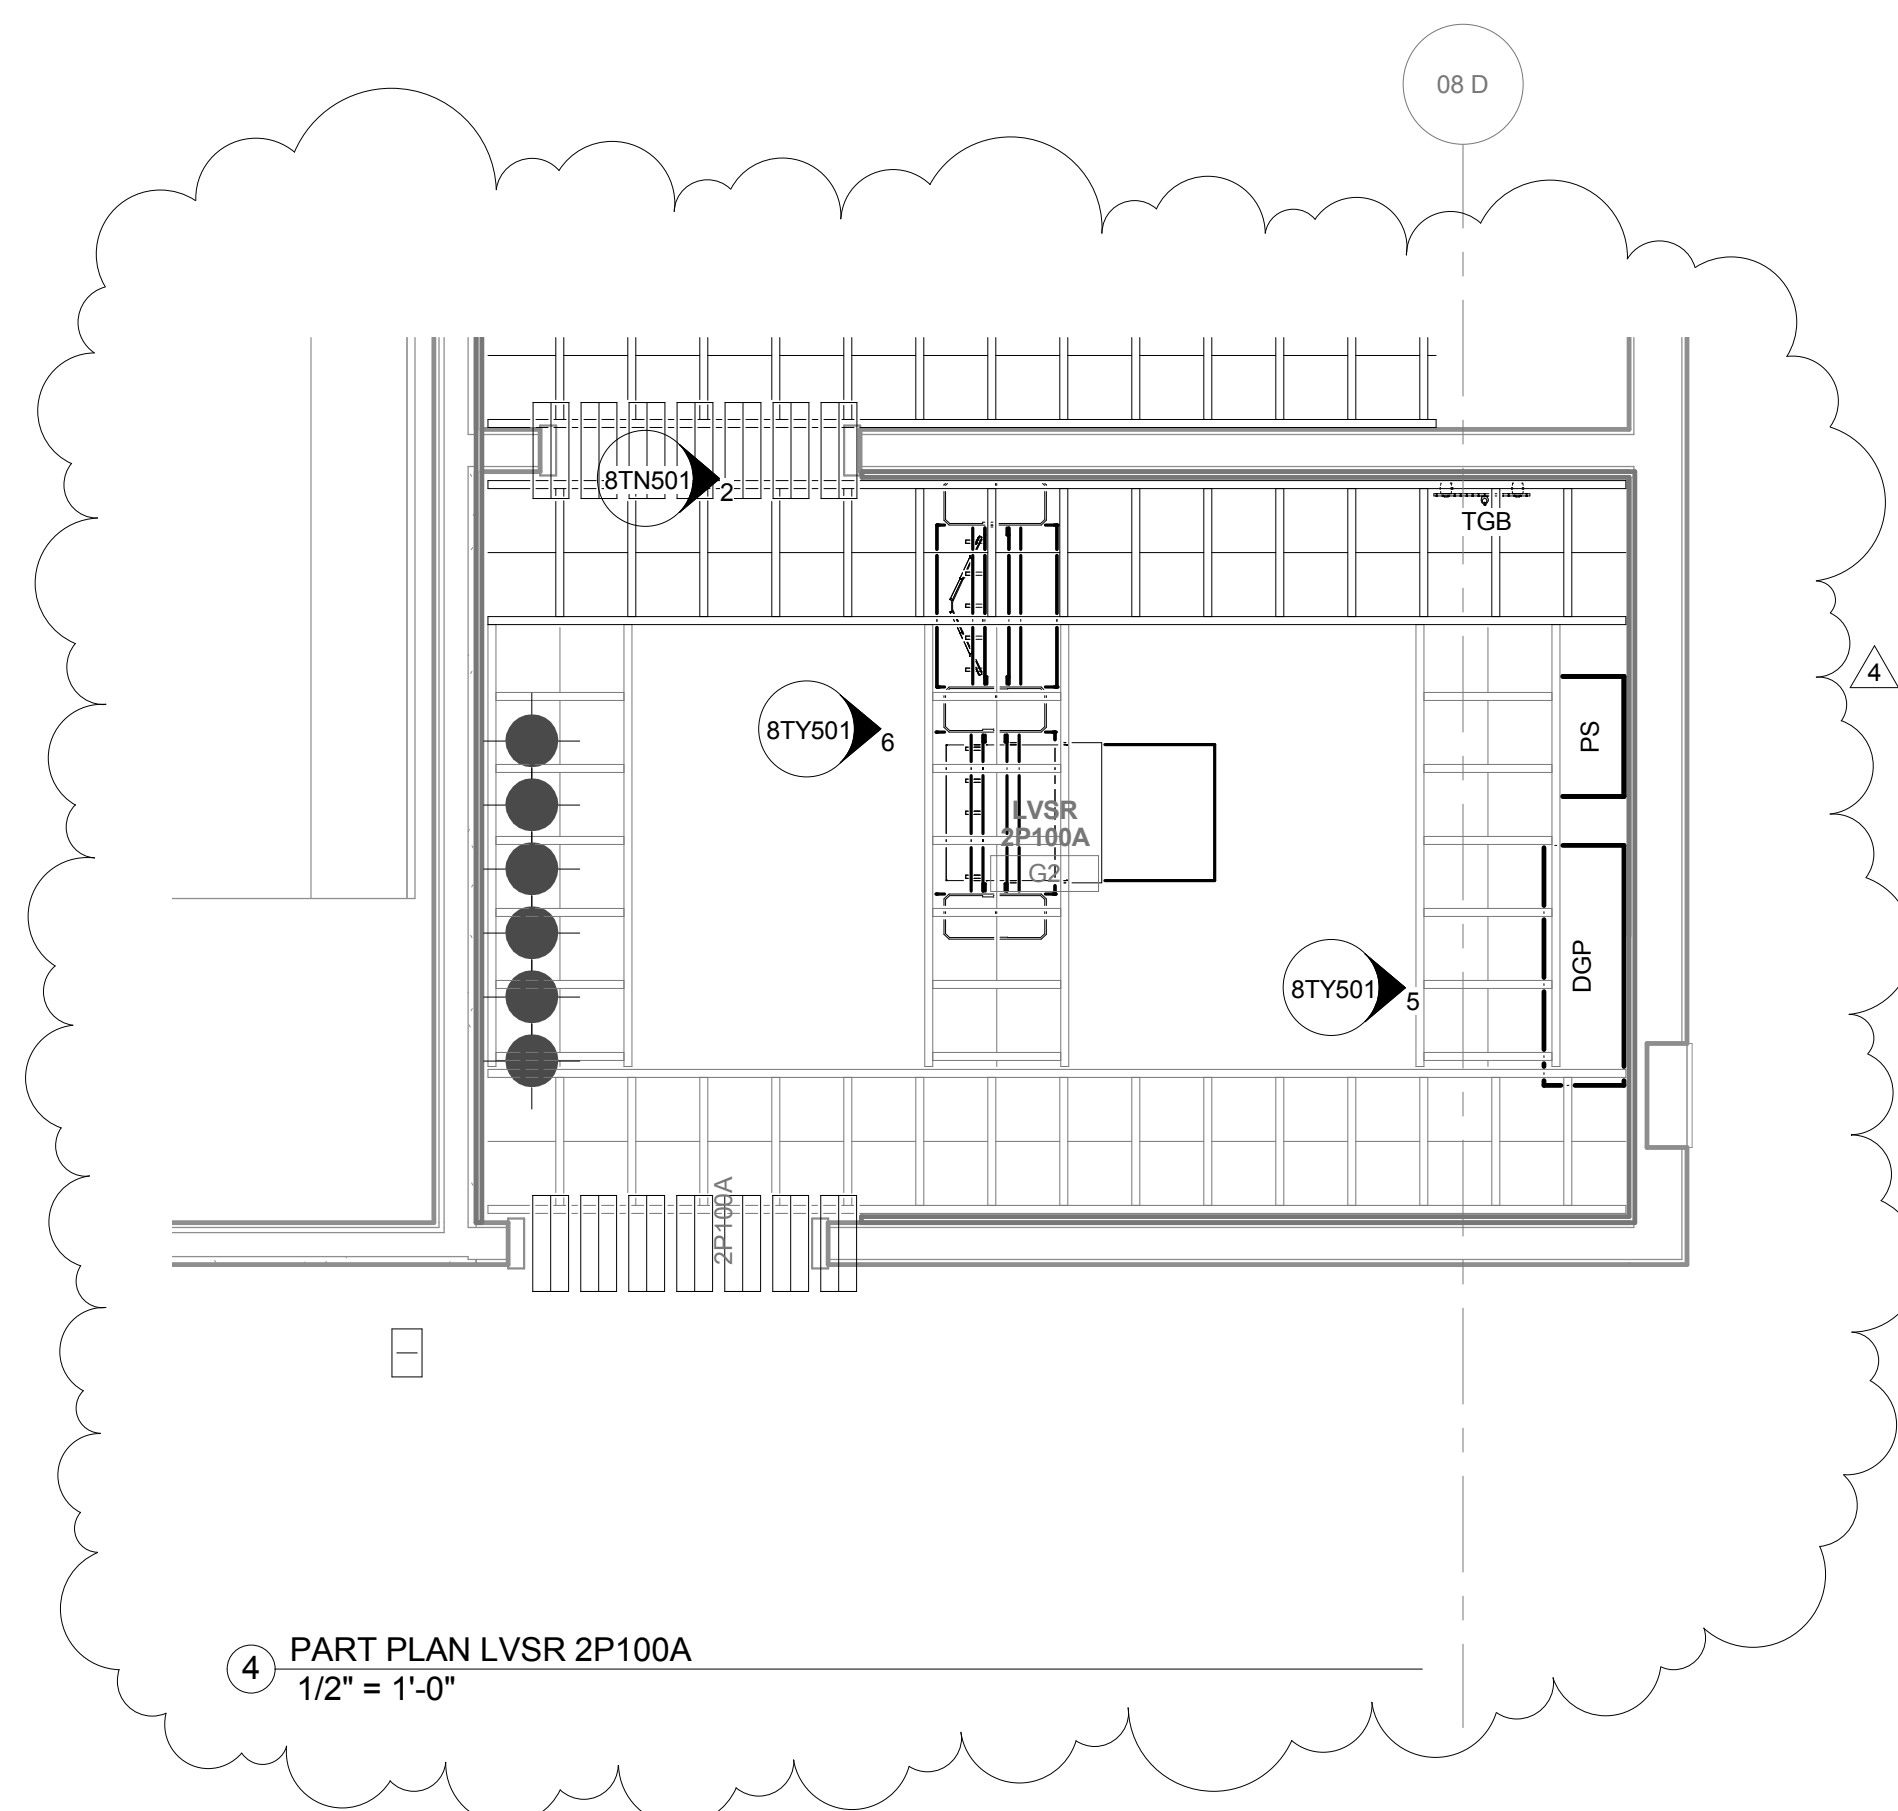 08 D
8TN501
2
TGB
4
8TY501
6
PS
LVSR
2P100A
G2
DGP
8TY501
5
2P100A
4
PART PLAN LVSR 2P100A
1/2" = 1'-0"